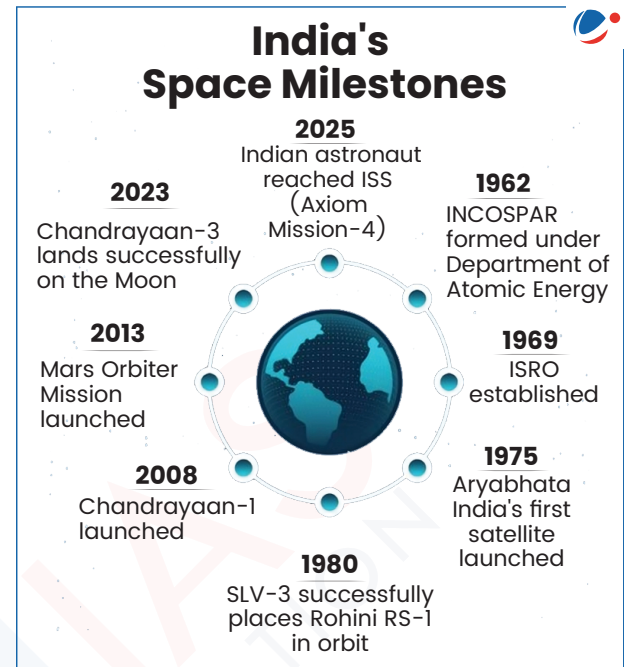 India's
Space Milestones
2025
Indian astronaut
reached ISS
(Axiom
Mission-4)
1962
INCOSPAR
formed under
Department of
Atomic Energy
1969
ISRO
established
1975
Aryabhata
India's first
satellite
launched
1980
SLV-3 successfully
places Rohini RS-1
in orbit
2008
Chandrayaan-1
launched
2013
Mars Orbiter
Mission
launched
2023
Chandrayaan-3
lands successfully
on the Moon